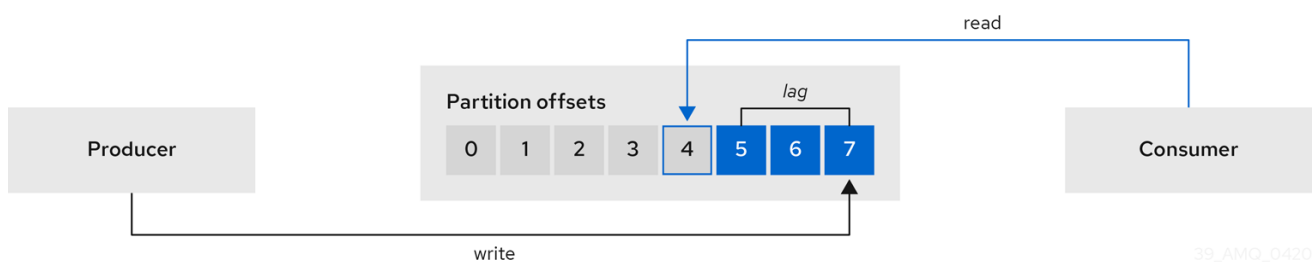 read
lag
Partition offsets
0 1 2 3 4 5 6 7
Producer
Consumer
write
39_AMQ_0420